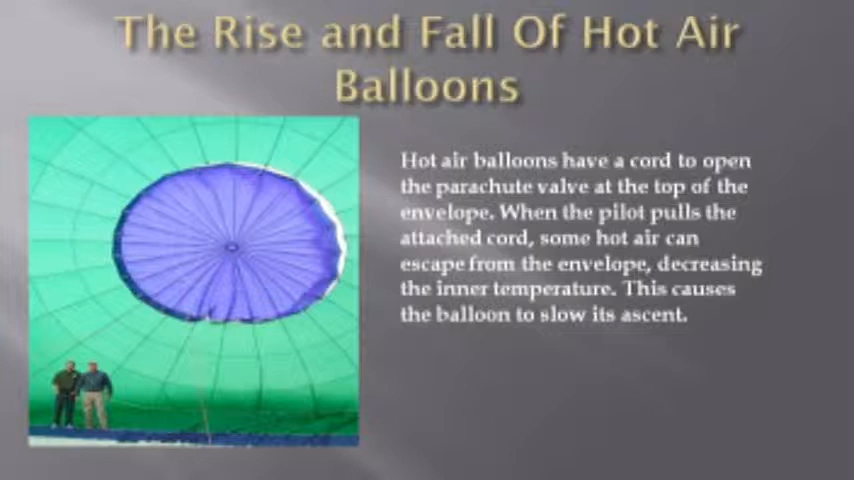 The Rise and Fall Of Hot Air
Balloons
Hot air balloons have a cord to open
the parachute valve at the top of the
envelope. When the pilot pulls the
attached cord, some hot air can
escape from the envelope, decreasing
the inner temperature. This causes
the balloon to slow its ascent.